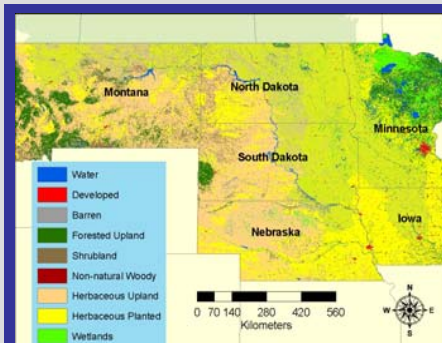 Montana
North Dakota
Minnesota
South Dakota
Iowa
Nebraska
Water
Developed
Barren
Forested Upland
Shrubland
Non-natural Woody
Herbaceous Upland
Herbaceous Planted
Wetlands
0 70 140 280 420 560
Kilometers
N
W E
S